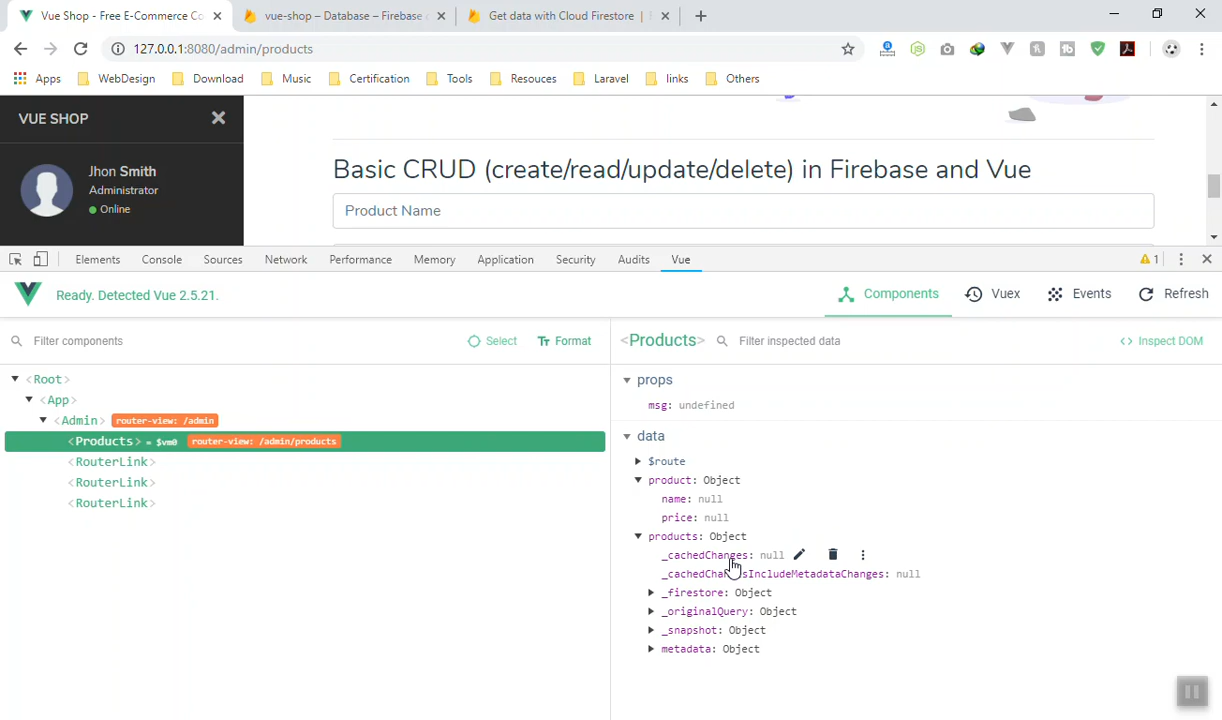 Vue Shop – Free E-Commerce Co
vue-shop – Database – Firebase
Get data with Cloud Firestore |
127.0.0.1:8080/admin/products
Apps WebDesign Download Music Certification Tools Resouces Laravel links Others
VUE SHOP
Jhon Smith
Administrator
Online
Basic CRUD (create/read/update/delete) in Firebase and Vue
Product Name
Elements Console Sources Network Performance Memory Application Security Audits Vue 1
Ready. Detected Vue 2.5.21.
Components Vuex Events Refresh
Filter components Select Format
<Products> Filter inspected data Inspect DOM
<Root>
<App>
<Admin> router-view: /admin
<Products> = $vm0 router-view: /admin/products
<RouterLink>
<RouterLink>
<RouterLink>
props
msg: undefined
data
$route
product: Object
name: null
price: null
products: Object
_cachedChanges: null
_cachedChangesIncludeMetadataChanges: null
_firestore: Object
_originalQuery: Object
_snapshot: Object
metadata: Object